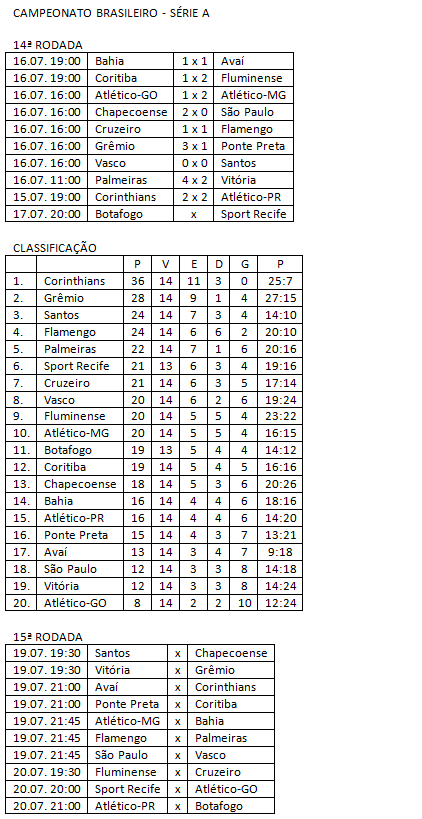 CAMPEONATO BRASILEIRO - SÉRIE A
14ª RODADA
16.07. 19:00 Bahia 1 x 1 Avaí
16.07. 19:00 Coritiba 1 x 2 Fluminense
16.07. 16:00 Atlético-GO 1 x 2 Atlético-MG
16.07. 16:00 Chapecoense 2 x 0 São Paulo
16.07. 16:00 Cruzeiro 1 x 1 Flamengo
16.07. 16:00 Grêmio 3 x 1 Ponte Preta
16.07. 16:00 Vasco 0 x 0 Santos
16.07. 11:00 Palmeiras 4 x 2 Vitória
15.07. 19:00 Corinthians 2 x 2 Atlético-PR
17.07. 20:00 Botafogo x Sport Recife
CLASSIFICAÇÃO
P V E D G P
1. Corinthians 36 14 11 3 0 25:7
2. Grêmio 28 14 9 1 4 27:15
3. Santos 24 14 7 3 4 14:10
4. Flamengo 24 14 6 6 2 20:10
5. Palmeiras 22 14 7 1 6 20:16
6. Sport Recife 21 13 6 3 4 19:16
7. Cruzeiro 21 14 6 3 5 17:14
8. Vasco 20 14 6 2 6 19:24
9. Fluminense 20 14 5 5 4 23:22
10. Atlético-MG 20 14 5 5 4 16:15
11. Botafogo 19 13 5 4 4 14:12
12. Coritiba 19 14 5 4 5 16:16
13. Chapecoense 18 14 5 3 6 20:26
14. Bahia 16 14 4 4 6 18:16
15. Atlético-PR 16 14 4 4 6 14:20
16. Ponte Preta 15 14 4 3 7 13:21
17. Avaí 13 14 3 4 7 9:18
18. São Paulo 12 14 3 3 8 14:18
19. Vitória 12 14 3 3 8 14:24
20. Atlético-GO 8 14 2 2 10 12:24
15ª RODADA
19.07. 19:30 Santos x Chapecoense
19.07. 19:30 Vitória x Grêmio
19.07. 21:00 Avaí x Corinthians
19.07. 21:00 Ponte Preta x Coritiba
19.07. 21:45 Atlético-MG x Bahia
19.07. 21:45 Flamengo x Palmeiras
19.07. 21:45 São Paulo x Vasco
20.07. 19:30 Fluminense x Cruzeiro
20.07. 20:00 Sport Recife x Atlético-GO
20.07. 21:00 Atlético-PR x Botafogo